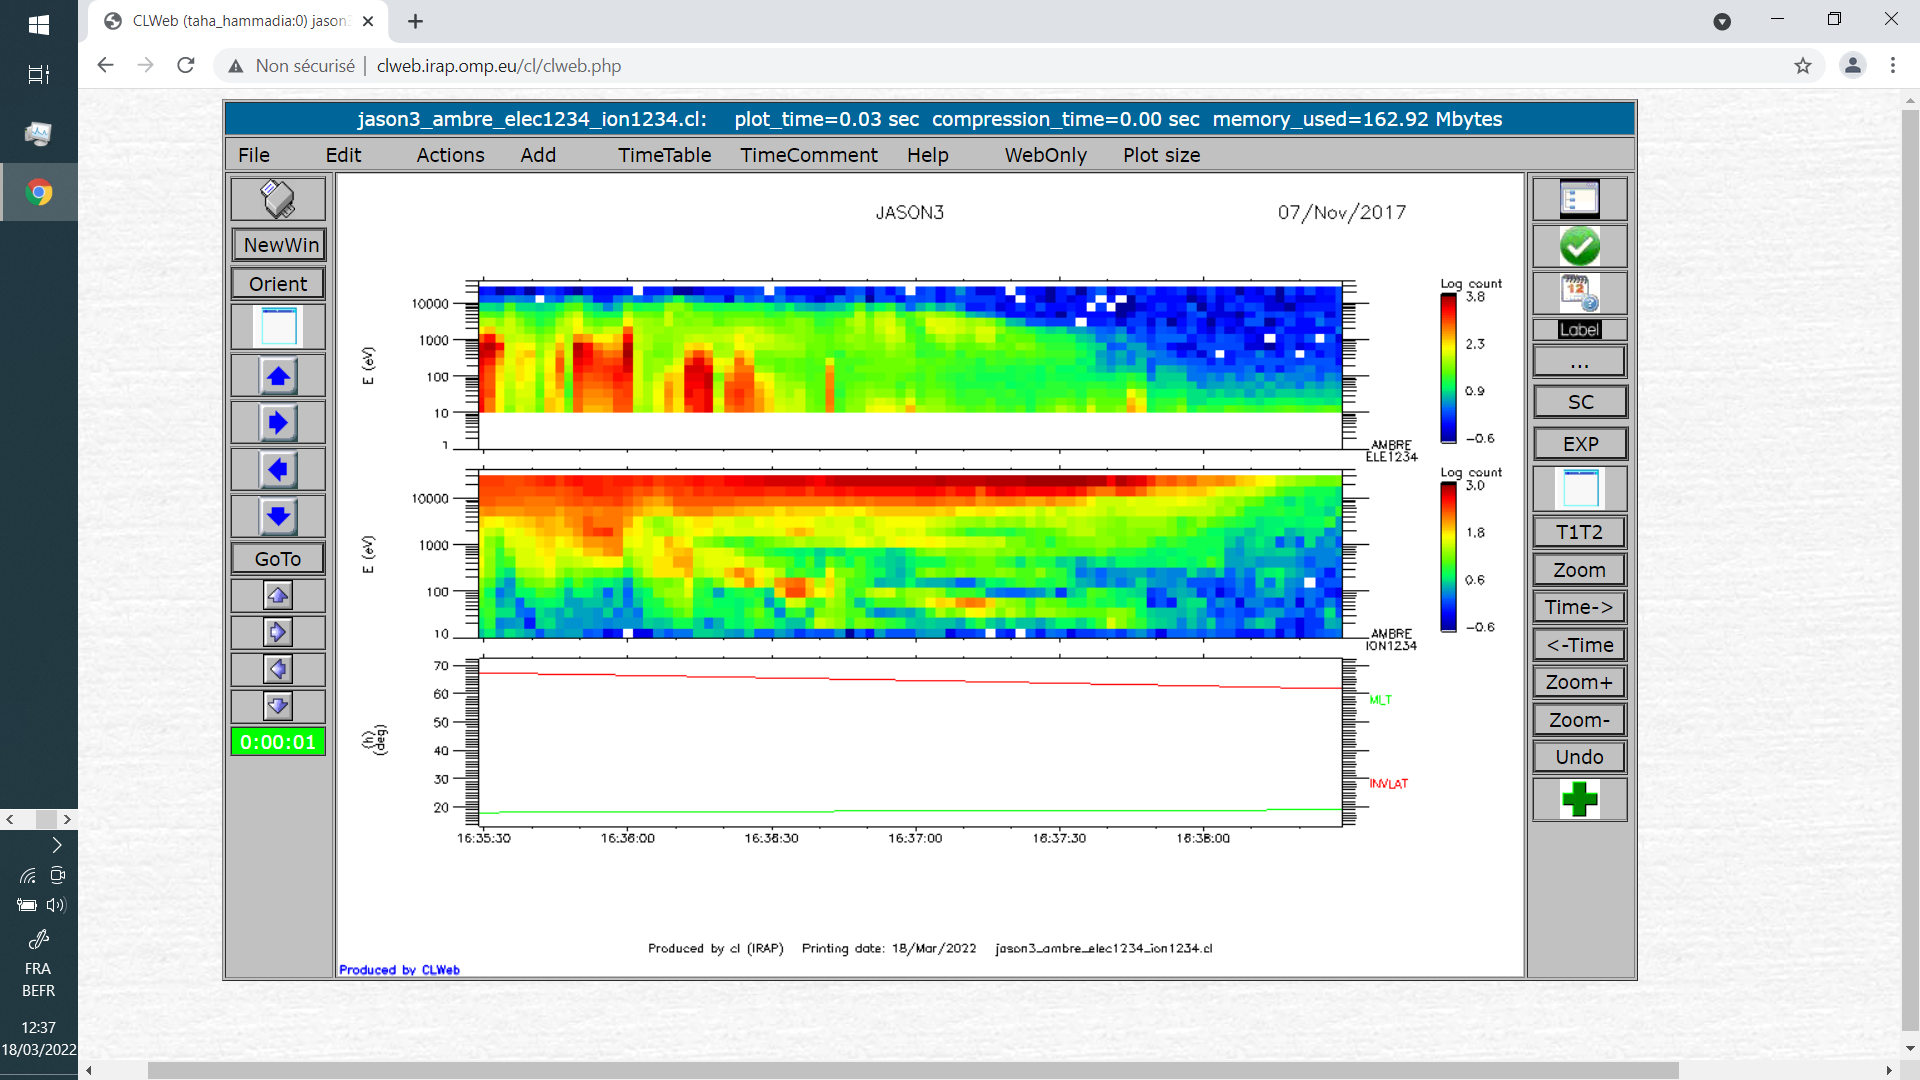 CLWeb (taha_hammadia:0) jason3
Non sécurisé | clweb.irap.omp.eu/cl/clweb.php
jason3_ambre_elec1234_ion1234.cl: plot_time=0.03 sec compression_time=0.00 sec memory_used=162.92 Mbytes
File Edit Actions Add TimeTable TimeComment Help WebOnly Plot size
NewWin
Orient
GoTo
0:00:01
JASON3 07/Nov/2017
E (eV)
10000
1000
100
10
1
Log count
3.8
2.3
0.9
-0.6
AMBRE
ELE1234
E (eV)
10000
1000
100
10
Log count
3.0
1.8
0.6
-0.6
AMBRE
ION1234
(h)
(deg)
70
60
50
40
30
20
MLT
INVLAT
16:35:30 16:36:00 16:36:30 16:37:00 16:37:30 16:38:00
Produced by cl (IRAP) Printing date: 18/Mar/2022 jason3_ambre_elec1234_ion1234.cl
Produced by CLWeb
12
Label
...
SC
EXP
T1T2
Zoom
Time->
<-Time
Zoom+
Zoom-
Undo
FRA
BEFR
12:37
18/03/2022